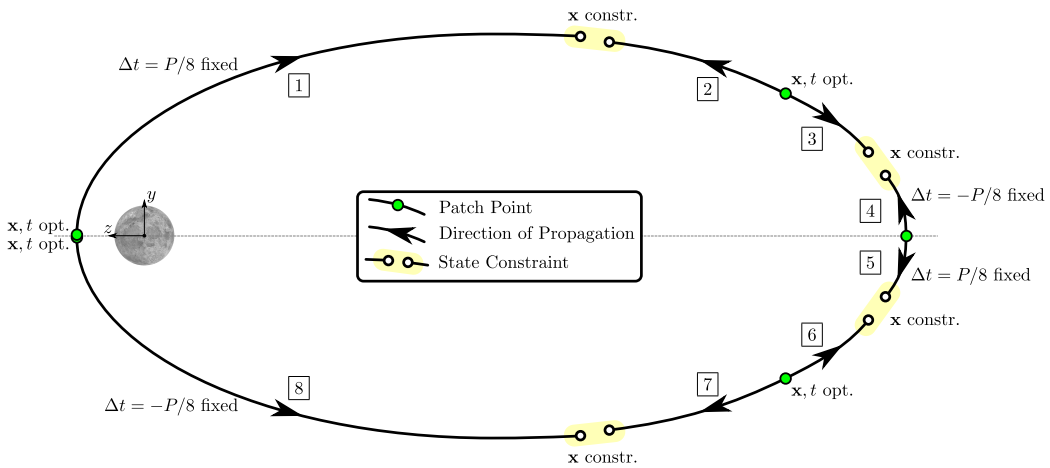 x constr.
Δt = P/8 fixed
1
2
x, t opt.
3
x constr.
y
Δt = −P/8 fixed
4
x, t opt.
z
x, t opt.
Patch Point
Direction of Propagation
State Constraint
5
Δt = P/8 fixed
x constr.
6
8
7
x, t opt.
Δt = −P/8 fixed
x constr.